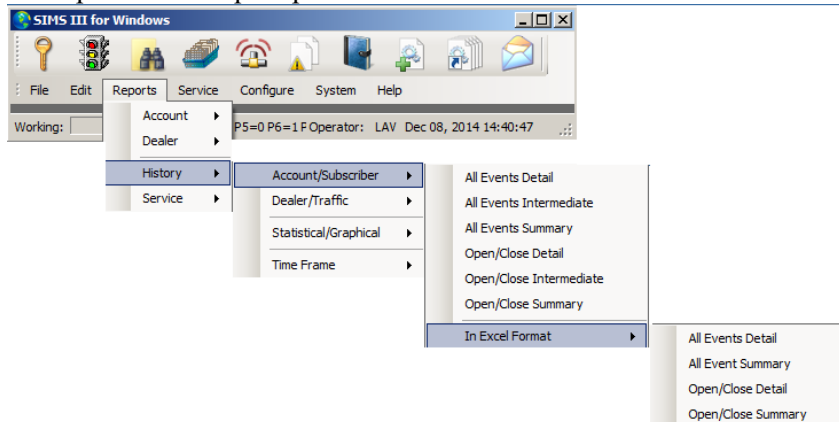 SIMS III for Windows
File Edit Reports Service Configure System Help
Working: P5=0 P6=1 F Operator: LAV Dec 08, 2014 14:40:47
Account
Dealer
History
Service
Account/Subscriber
Dealer/Traffic
Statistical/Graphical
Time Frame
All Events Detail
All Events Intermediate
All Events Summary
Open/Close Detail
Open/Close Intermediate
Open/Close Summary
In Excel Format
All Events Detail
All Event Summary
Open/Close Detail
Open/Close Summary